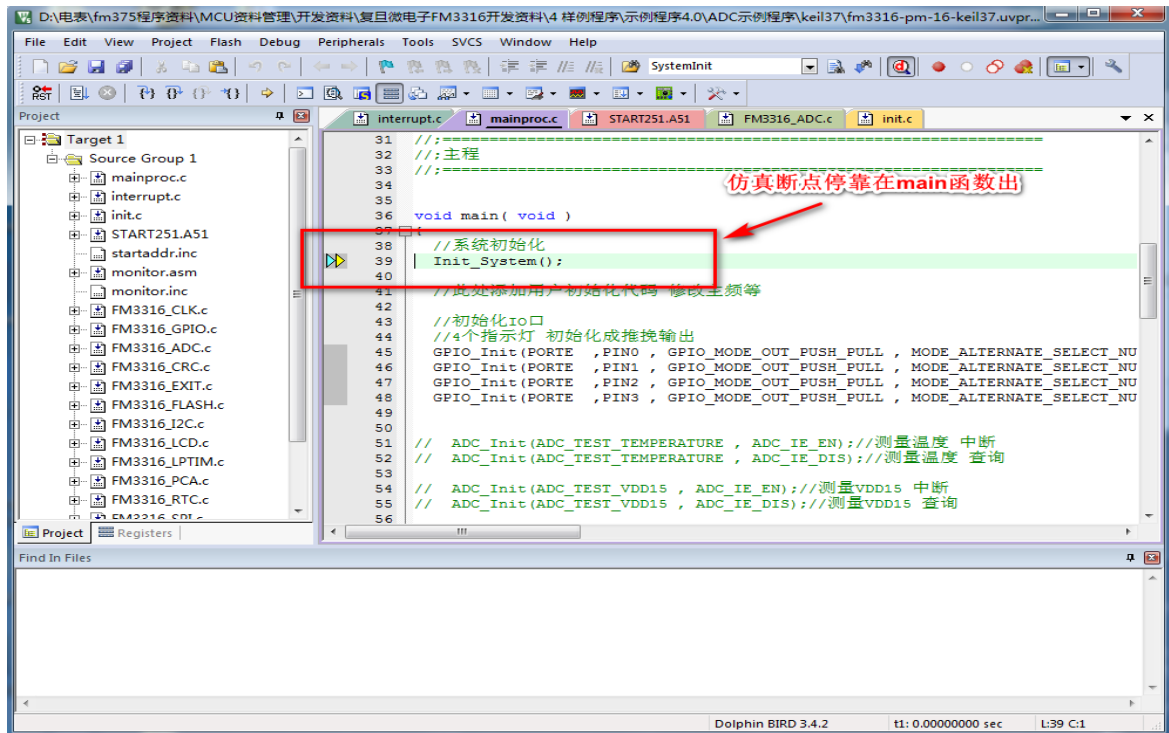 D:\电表\fm375程序资料\MCU资料管理\开发资料\复旦微电子FM3316开发资料\4 样例程序\示例程序4.0\ADC示例程序\keil37\fm3316-pm-16-keil37.uvpr...
File Edit View Project Flash Debug Peripherals Tools SVCS Window Help
SystemInit
RST
Project
interrupt.c mainproc.c START251.A51 FM3316_ADC.c init.c
Target 1
Source Group 1
mainproc.c
interrupt.c
init.c
START251.A51
startaddr.inc
monitor.asm
monitor.inc
FM3316_CLK.c
FM3316_GPIO.c
FM3316_ADC.c
FM3316_CRC.c
FM3316_EXIT.c
FM3316_FLASH.c
FM3316_I2C.c
FM3316_LCD.c
FM3316_LPTIM.c
FM3316_PCA.c
FM3316_RTC.c
FM3316_SPI.c
Project Registers
31 //;============================================================================
32 //;主程
33 //;============================================================================
仿真断点停靠在main函数出
34
35
36 void main( void )
37 {
38 //系统初始化
39 Init_System();
40
41 //此处添加用户初始化代码 修改主频等
42
43 //初始化IO口
44 //4个指示灯 初始化成推挽输出
45 GPIO_Init(PORTE ,PIN0 , GPIO_MODE_OUT_PUSH_PULL , MODE_ALTERNATE_SELECT_NU
46 GPIO_Init(PORTE ,PIN1 , GPIO_MODE_OUT_PUSH_PULL , MODE_ALTERNATE_SELECT_NU
47 GPIO_Init(PORTE ,PIN2 , GPIO_MODE_OUT_PUSH_PULL , MODE_ALTERNATE_SELECT_NU
48 GPIO_Init(PORTE ,PIN3 , GPIO_MODE_OUT_PUSH_PULL , MODE_ALTERNATE_SELECT_NU
49
50
51 // ADC_Init(ADC_TEST_TEMPERATURE , ADC_IE_EN);//测量温度 中断
52 // ADC_Init(ADC_TEST_TEMPERATURE , ADC_IE_DIS);//测量温度 查询
53
54 // ADC_Init(ADC_TEST_VDD15 , ADC_IE_EN);//测量VDD15 中断
55 // ADC_Init(ADC_TEST_VDD15 , ADC_IE_DIS);//测量VDD15 查询
56
Find In Files
Dolphin BIRD 3.4.2 t1: 0.00000000 sec L:39 C:1